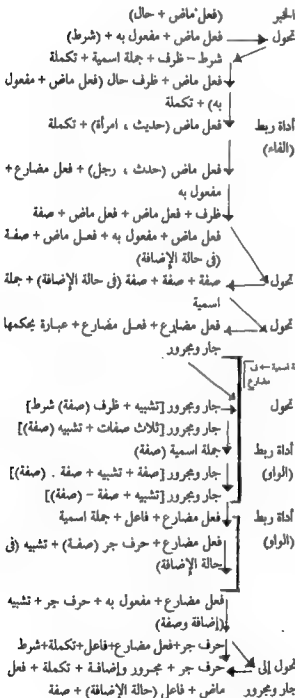 الخبر (فعل ماض + حال)
تحول فعل ماض + مفعول به + (شرط)
شرط - ظرف + جملة اسمية + تكملة
فعل ماض + ظرف حال (فعل ماض + مفعول
به) + تكملة
أداة ربط فعل ماض (حديث ، امرأة) + تكملة
(الفاء)
فعل ماض (حدث ، رجل) + فعل مضارع +
مفعول به
ظرف + فعل ماض + فعل ماض + صفة
فعل ماض + مفعول به + فعل ماض + صفة
(فى حالة الإضافة)
تحول صفة + صفة + صفة (فى حالة الإضافة) + جملة
اسمية
تحول فعل مضارع + فعل مضارع + عبارة يحكمها
جار ومجرور
ة اسمية ← ف
مضارع
تحول جار ومجرور [تشبيه + ظرف (صفة) شرط]
جار ومجرور [ثلاث صفات + تشبيه (صفة)]
أداة ربط جملة اسمية (صفة)
(الواو) جار ومجرور [صفة + تشبيه + صفة . (صفة)]
جار ومجرور [تشبيه + صفة - (صفة)]
أداة ربط فعل مضارع + فاعل + جملة اسمية
(الواو) فعل مضارع + حرف جر (صفة) + تشبيه (فى
حالة الإضافة)
فعل مضارع + مفعول به + حرف جر + تشبيه
(إضافة وصفة)
حرف جر+فعل مضارع+فاعل+تكملة+شرط
تحول إلى حرف جر + مجرور وإضافة + تكملة + فعل
جار ومجرور ماض + فاعل (حالة الإضافة) + صفة